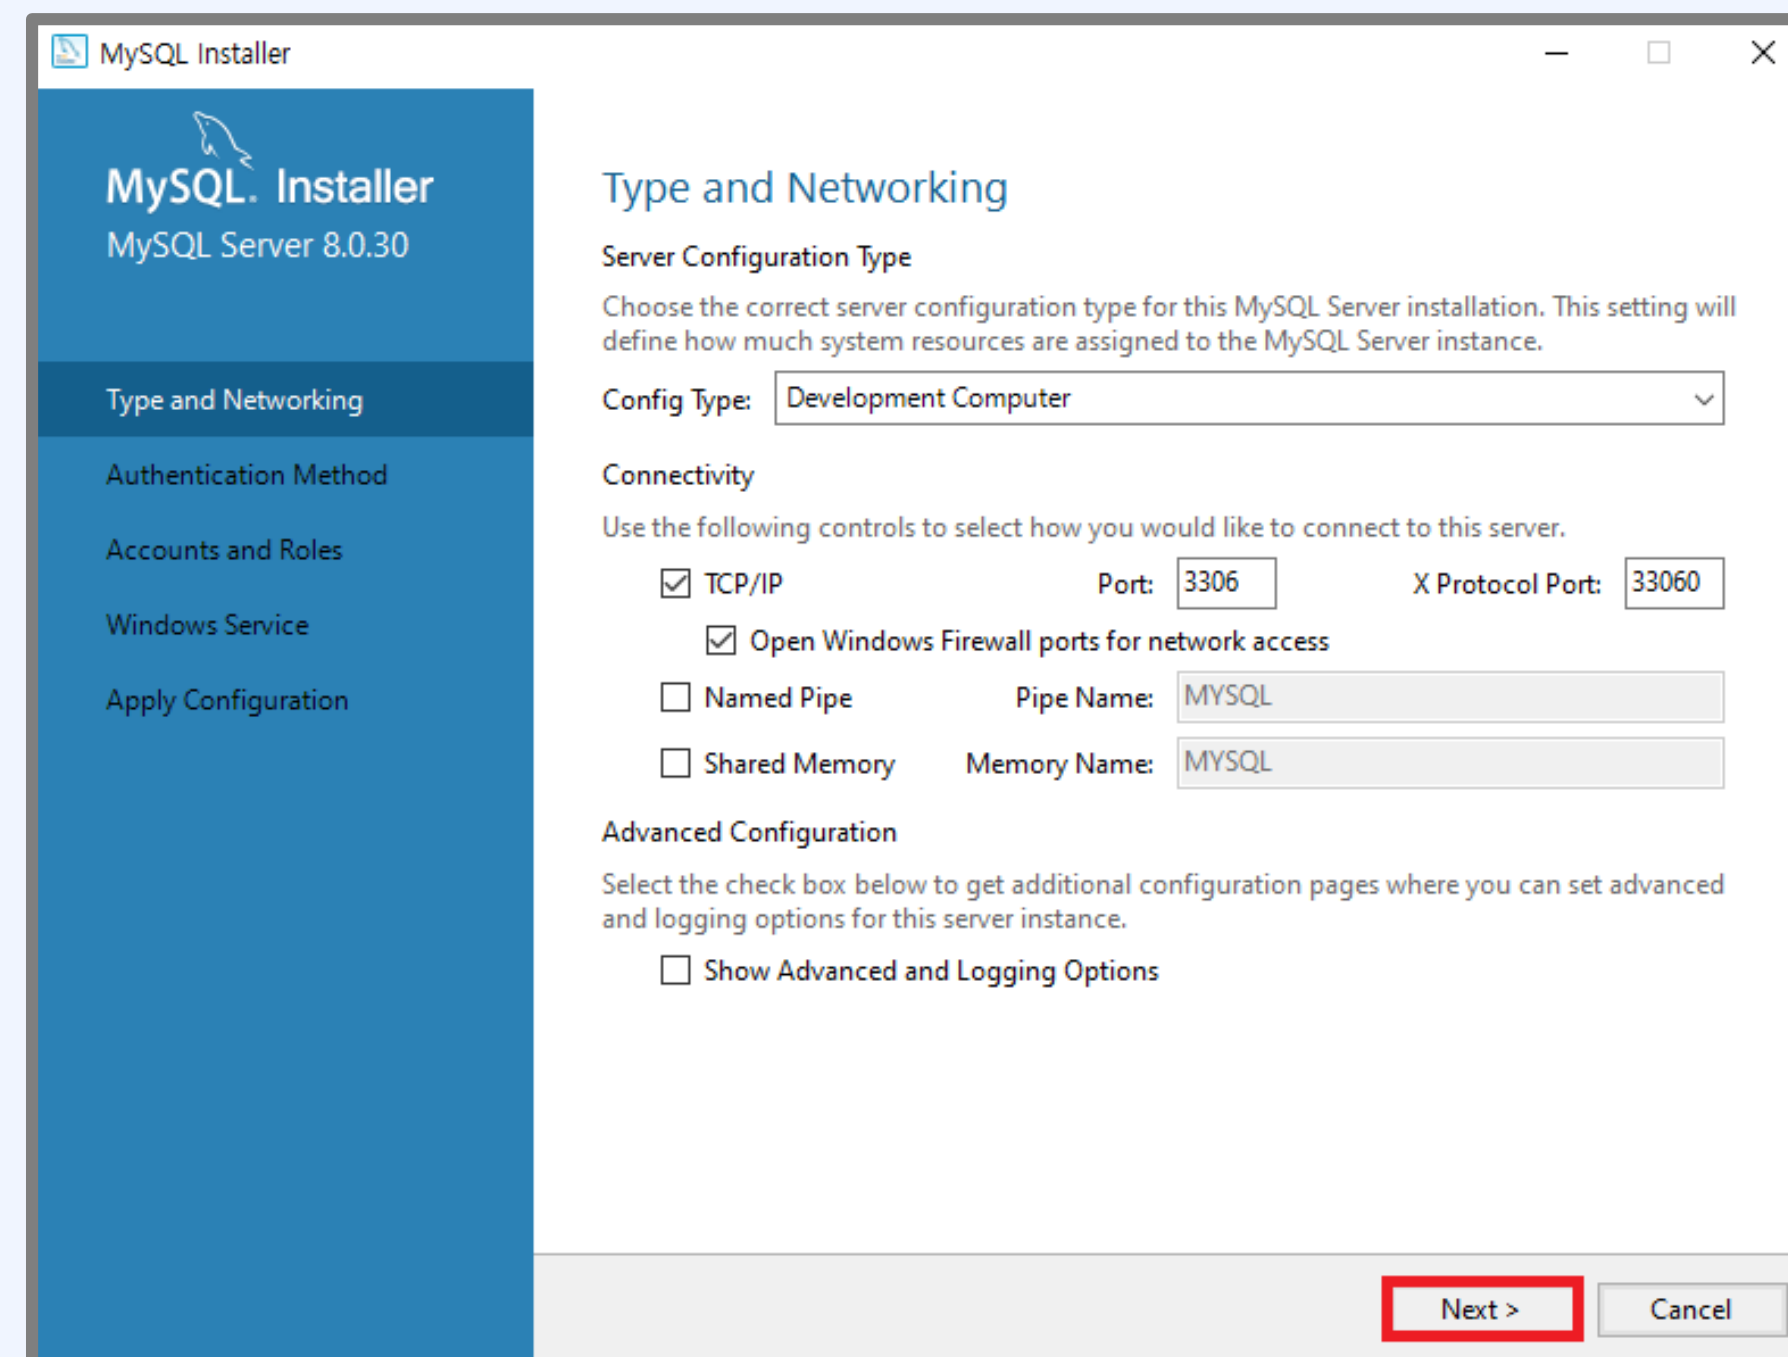 MySQL Installer
MySQL. Installer
MySQL Server 8.0.30
Type and Networking
Authentication Method
Accounts and Roles
Windows Service
Apply Configuration
Type and Networking
Server Configuration Type
Choose the correct server configuration type for this MySQL Server installation. This setting will
define how much system resources are assigned to the MySQL Server instance.
Config Type: Development Computer
Connectivity
Use the following controls to select how you would like to connect to this server.
TCP/IP Port: 3306 X Protocol Port: 33060
Open Windows Firewall ports for network access
Named Pipe Pipe Name: MYSQL
Shared Memory Memory Name: MYSQL
Advanced Configuration
Select the check box below to get additional configuration pages where you can set advanced
and logging options for this server instance.
Show Advanced and Logging Options
Next > Cancel